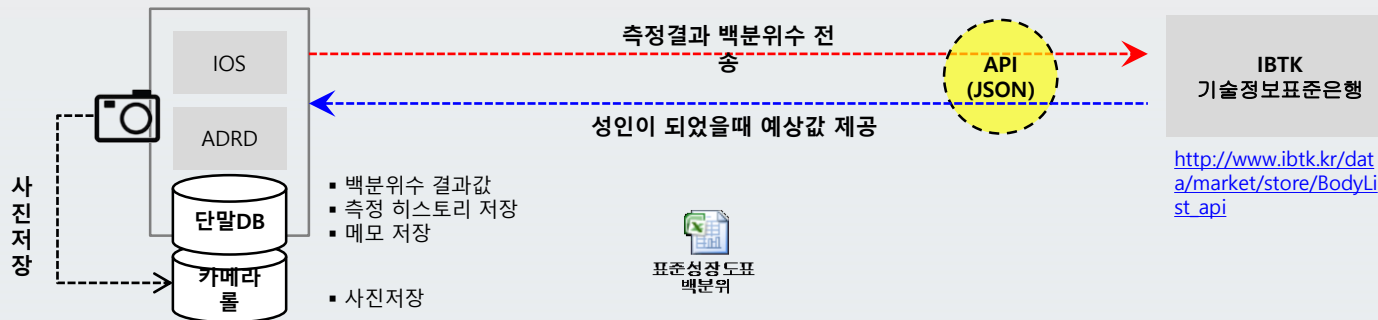 측정결과 백분위수 전
송
IOS
API
(JSON)
IBTK
기술정보표준은행
성인이 되었을때 예상값 제공
ADRD
http://www.ibtk.kr/dat
a/market/store/BodyLi
st_api
사
진
저
장
▪ 백분위수 결과값
▪ 측정 히스토리 저장
▪ 메모 저장
단말DB
표준성장도표
백분위
카메라
롤
▪ 사진저장